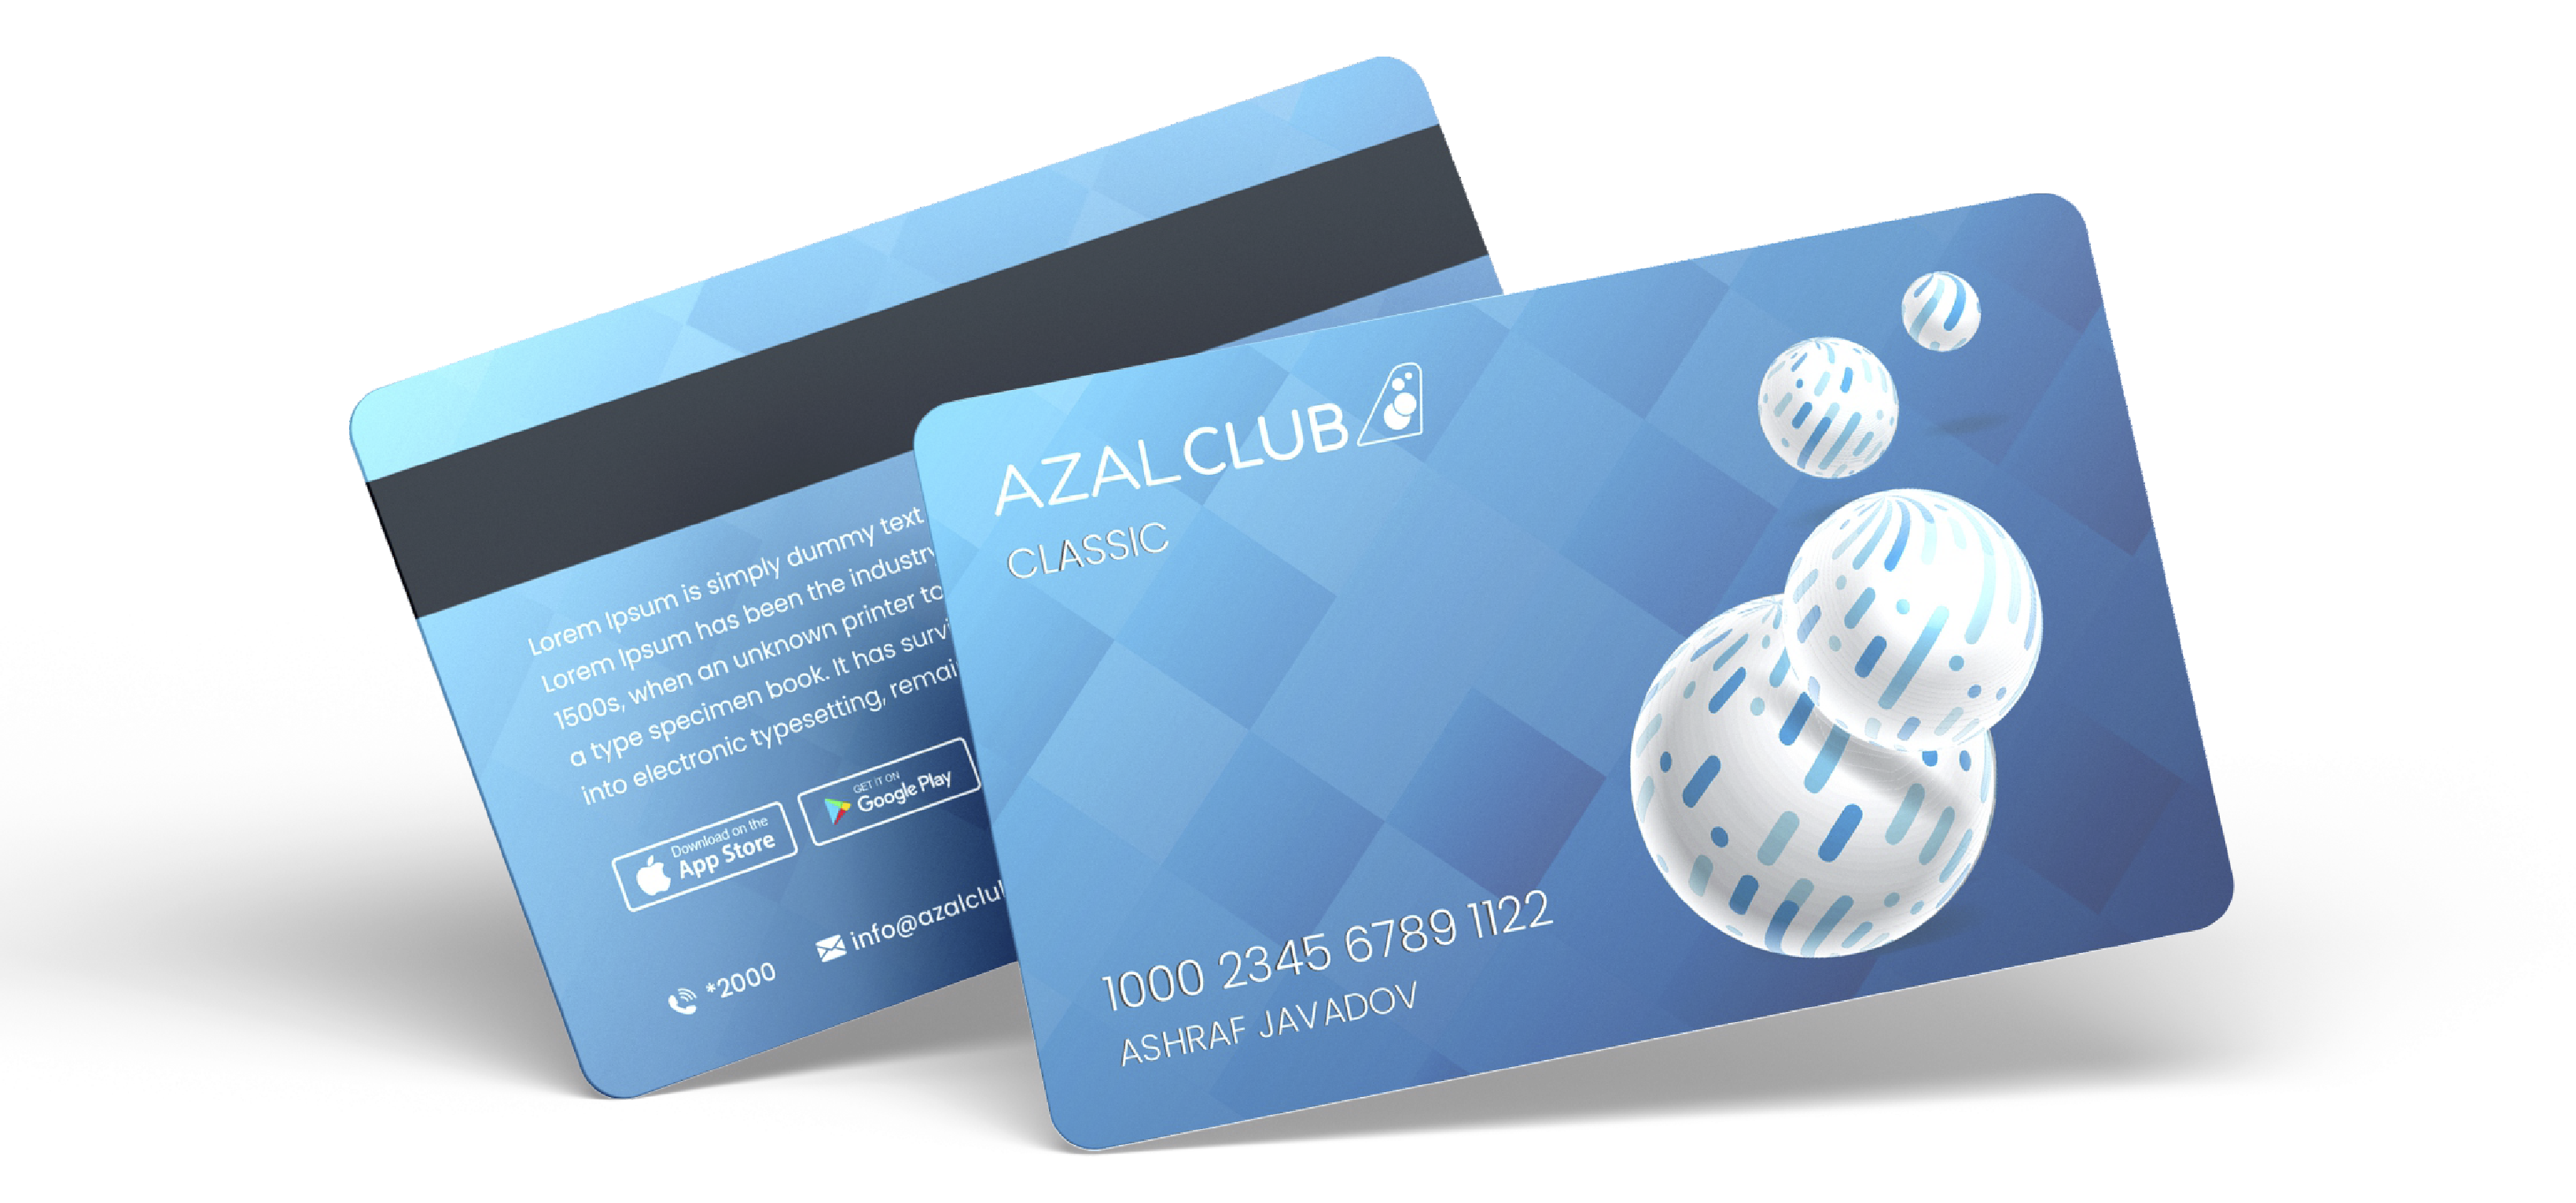 Lorem Ipsum is simply dummy text
Lorem Ipsum has been the industry
1500s, when an unknown printer to
a type specimen book. It has survi
into electronic typesetting, remai
Download on the
App Store
GET IT ON
Google Play
*2000
info@azalclu
AZAL CLUB
CLASSIC
1000 2345 6789 1122
ASHRAF JAVADOV